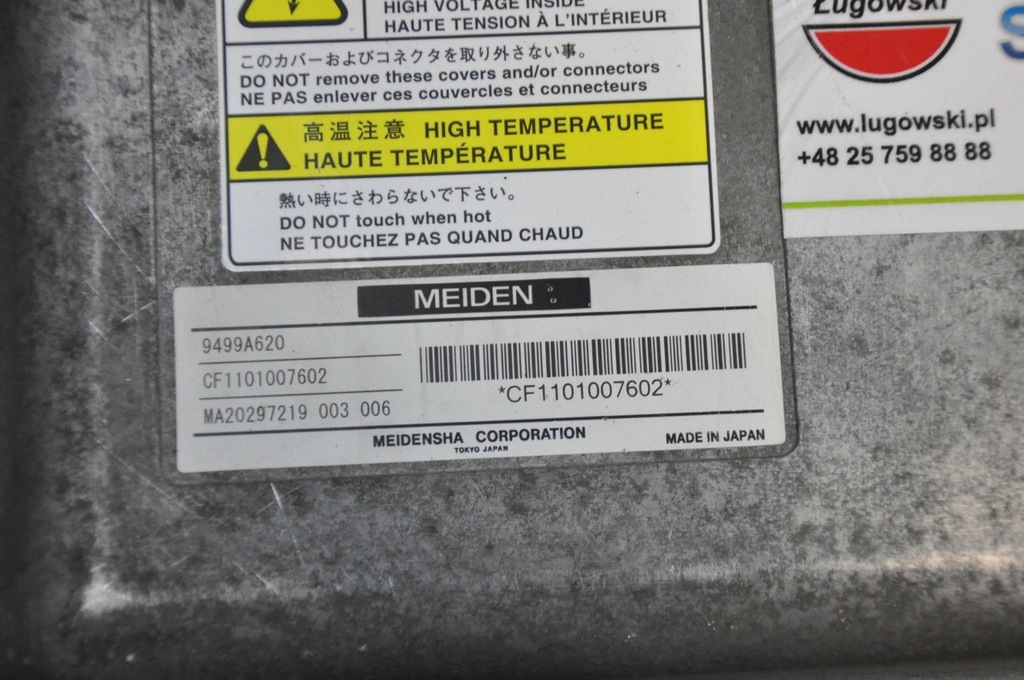 HIGH VOLTAGE INSIDE
HAUTE TENSION À L'INTÉRIEUR
このカバーおよびコネクタを取り外さない事。
DO NOT remove these covers and/or connectors
NE PAS enlever ces couvercles et connecteurs
高温注意 HIGH TEMPERATURE
HAUTE TEMPÉRATURE
熱い時にさわらないで下さい。
DO NOT touch when hot
NE TOUCHEZ PAS QUAND CHAUD
Ługowski
S
www.lugowski.pl
+48 25 759 88 88
MEIDEN
9499A620
CF1101007602
MA20297219 003 006
*CF1101007602*
MEIDENSHA CORPORATION
TOKYO JAPAN
MADE IN JAPAN